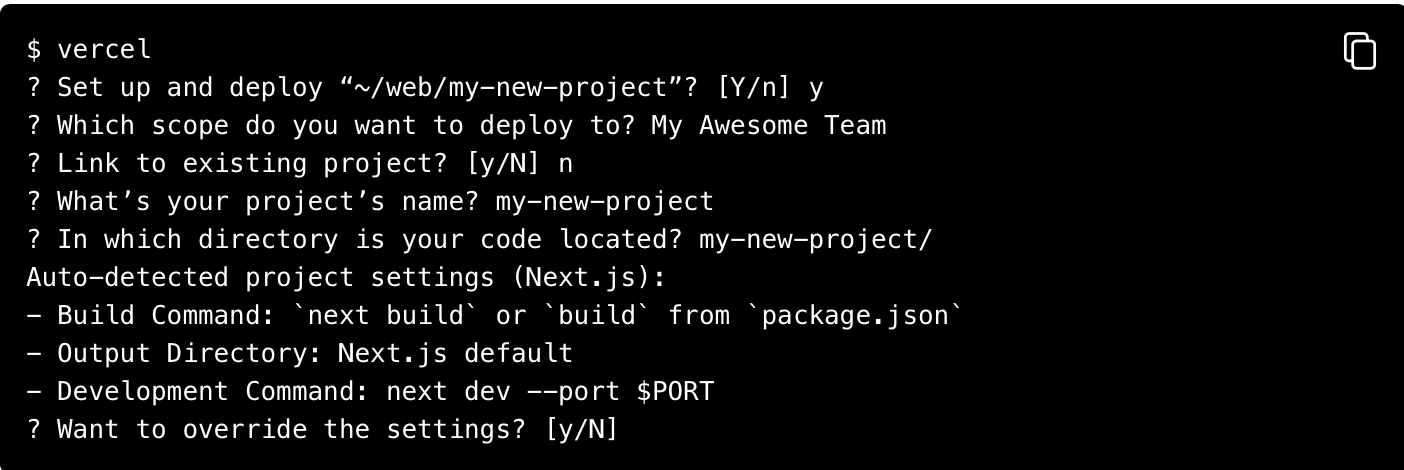 $ vercel
? Set up and deploy “~/web/my-new-project”? [Y/n] y
? Which scope do you want to deploy to? My Awesome Team
? Link to existing project? [y/N] n
? What’s your project’s name? my-new-project
? In which directory is your code located? my-new-project/
Auto-detected project settings (Next.js):
- Build Command: `next build` or `build` from `package.json`
- Output Directory: Next.js default
- Development Command: next dev --port $PORT
? Want to override the settings? [y/N]